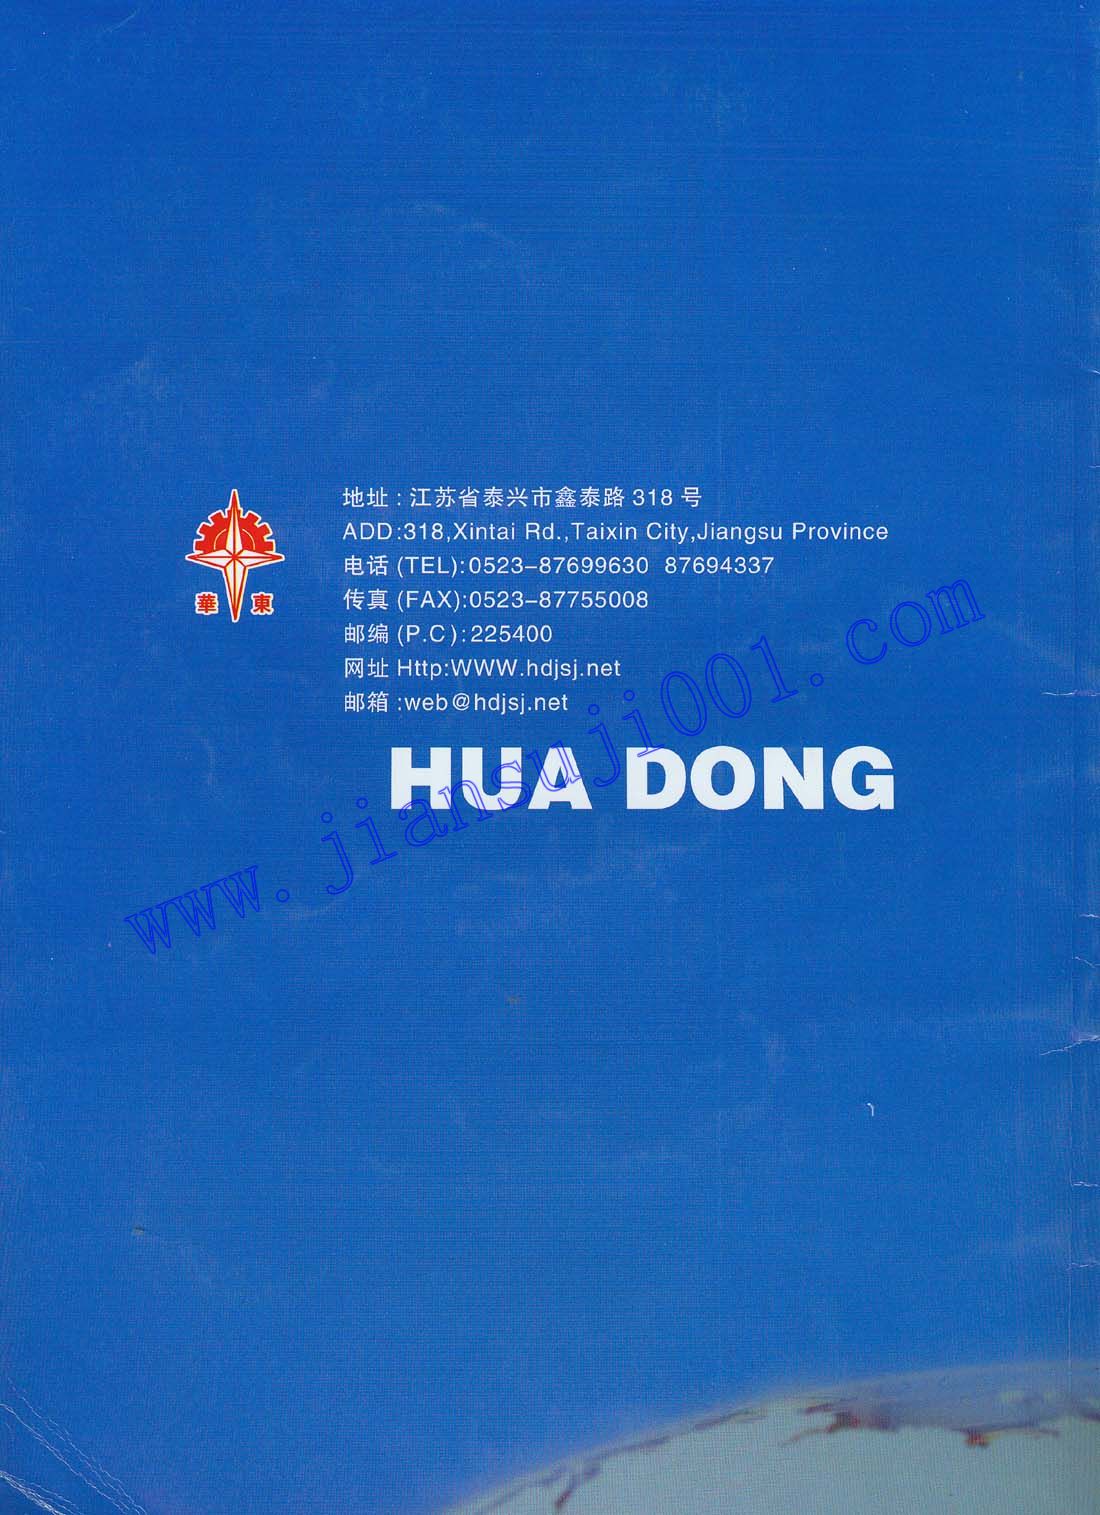 地址：江苏省泰兴市鑫泰路 318 号
ADD:318,Xintai Rd.,Taixin City,Jiangsu Province
电话 (TEL):0523-87699630 87694337
传真 (FAX):0523-87755008
邮编 (P.C):225400
网址 Http:WWW.hdjsj.net
邮箱 :web@hdjsj.net
華 東
HUA DONG
www.jiansuji001.com